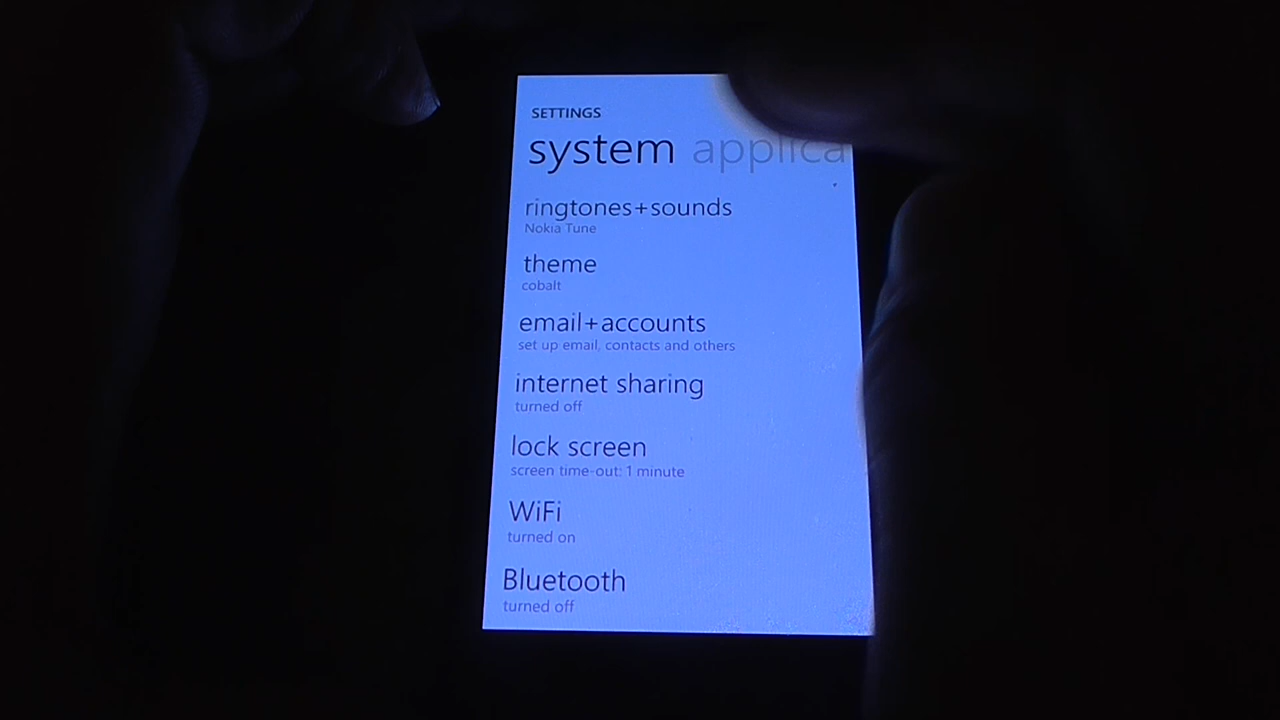 SETTINGS
system applica
ringtones+sounds
Nokia Tune
theme
cobalt
email+accounts
set up email, contacts and others
internet sharing
turned off
lock screen
screen time-out: 1 minute
WiFi
turned on
Bluetooth
turned off